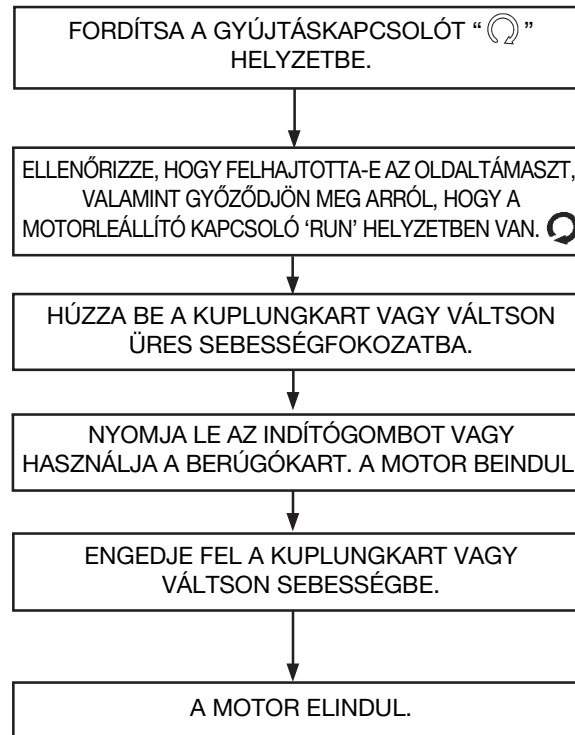 FORDÍTSA A GYÚJTÁSKAPCSOLÓT “ ”
HELYZETBE.
ELLENŐRIZZE, HOGY FELHAJTOTTA-E AZ OLDALTÁMASZT,
VALAMINT GYŐZŐDJÖN MEG ARRÓL, HOGY A
MOTORLEÁLLÍTÓ KAPCSOLÓ ‘RUN’ HELYZETBEN VAN.
HÚZZA BE A KUPLUNGKART VAGY VÁLTSON
ÜRES SEBESSÉGFOKOZATBA.
NYOMJA LE AZ INDÍTÓGOMBOT VAGY
HASZNÁLJA A BERÚGÓKART. A MOTOR BEINDUL
ENGEDJE FEL A KUPLUNGKART VAGY
VÁLTSON SEBESSÉGBE.
A MOTOR ELINDUL.